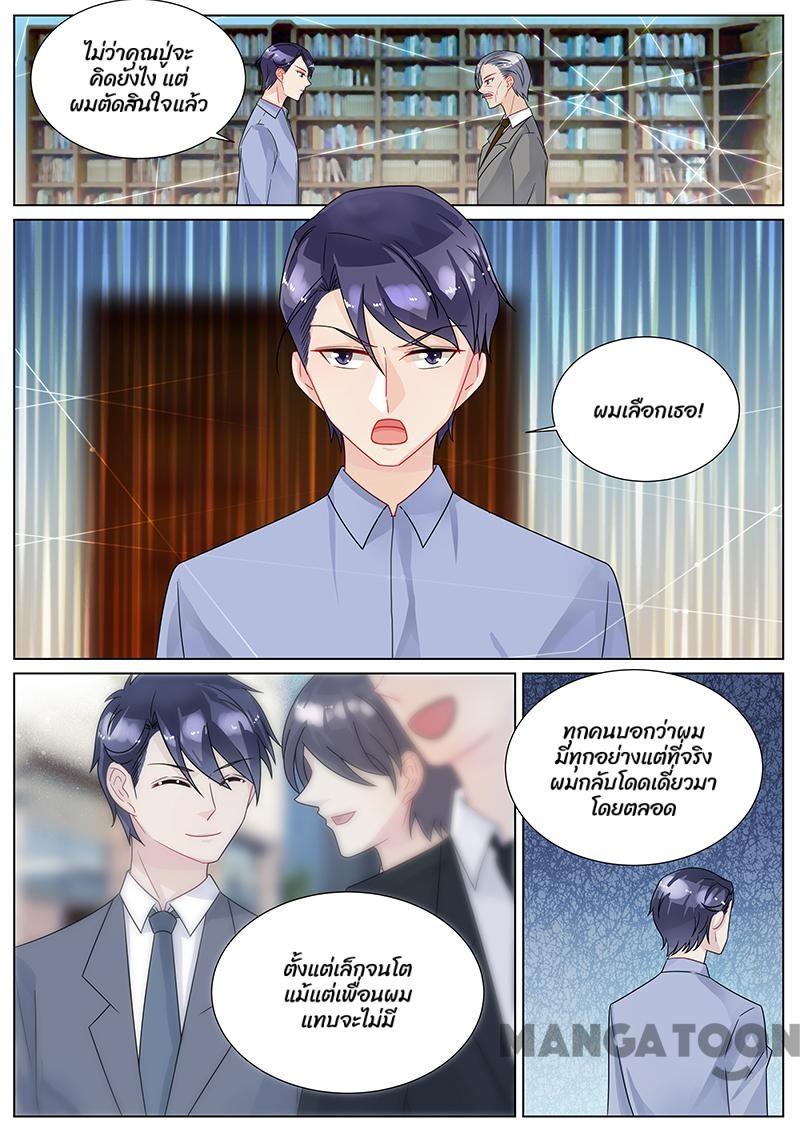 ไม่ว่าคุณปู่จะ
คิดยังไง แต่
ผมตัดสินใจแล้ว
ผมเลือกเธอ!
ตั้งแต่เล็กจนโต
แม้แต่เพื่อนผม
แทบจะไม่มี
ทุกคนบอกว่าผม
มีทุกอย่างแต่ที่จริง
ผมกลับโดดเดี่ยวมา
โดยตลอด
MANGATOON